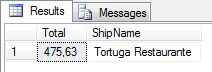 Results Messages
Total ShipName
1 475,63 Tortuga Restaurante